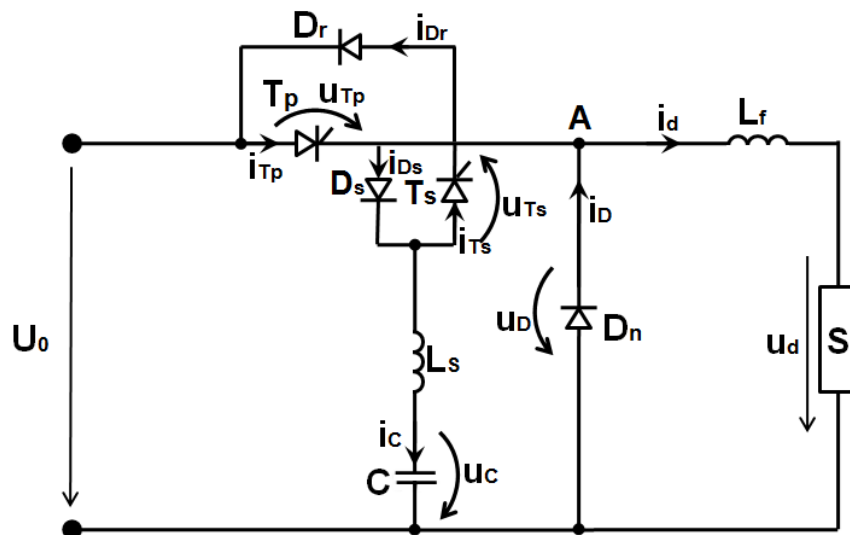 Dr
iDr
Tp
uTp
A
id
Lf
iTp
iDs
Ds
Ts
uTs
iD
iTs
U0
uD
Dn
ud
S
Ls
iC
C
uC